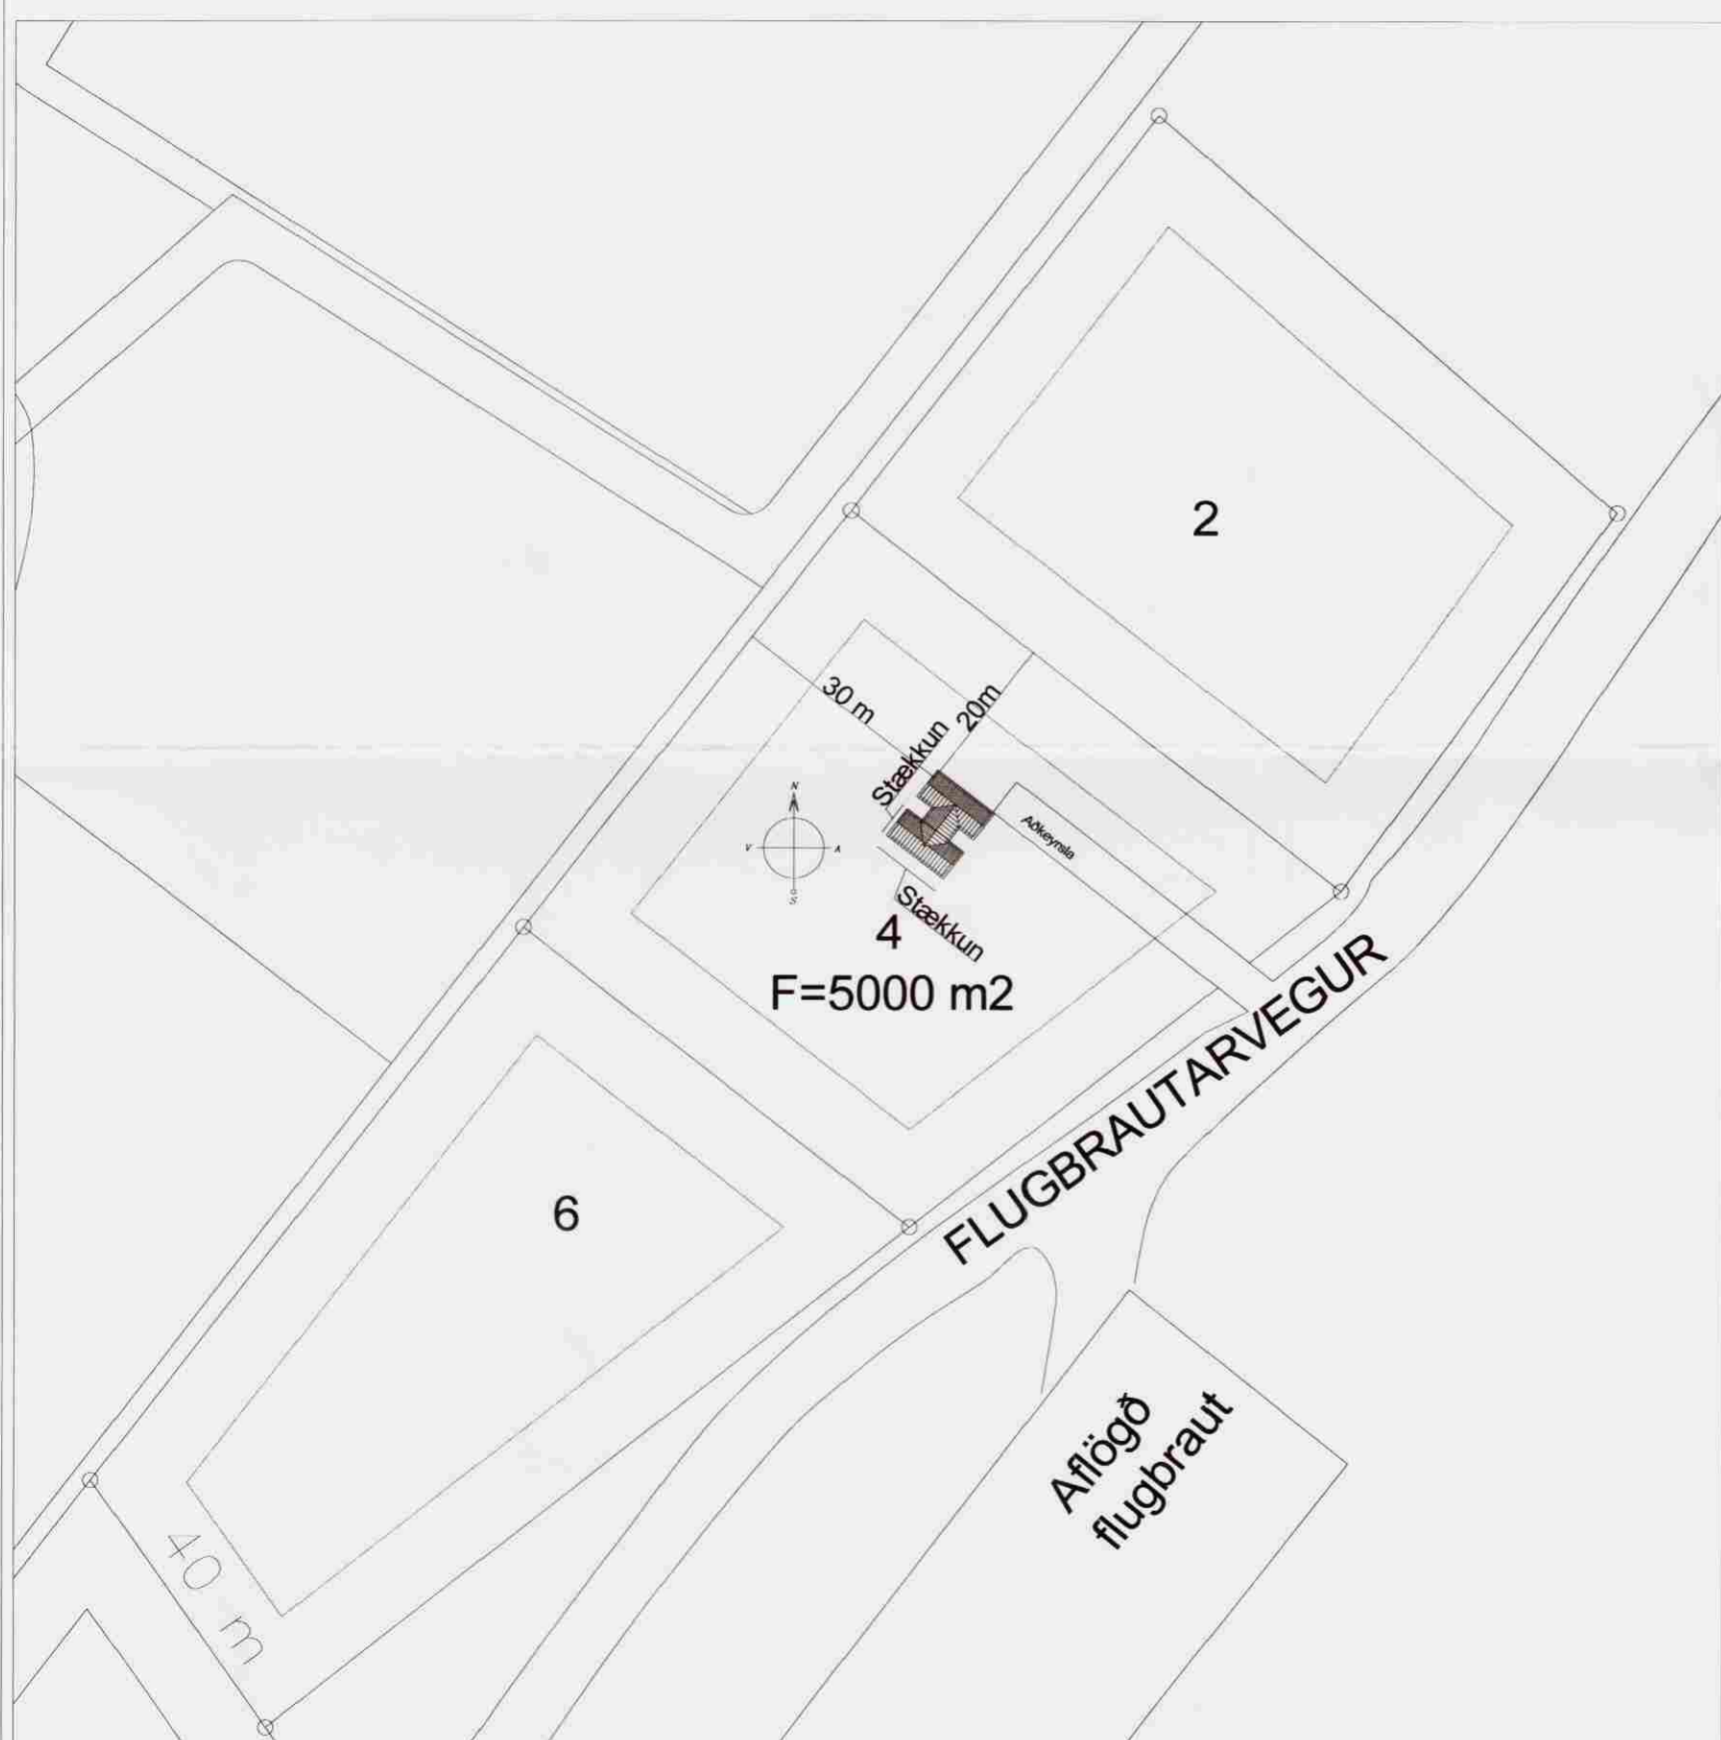 2
30 m
20m
Stækkun
N
V
A
S
Aðkeyrsla
Stækkun
4
F=5000 m2
FLUGBRAUTARVEGUR
6
Aflögð
flugbraut
40 m